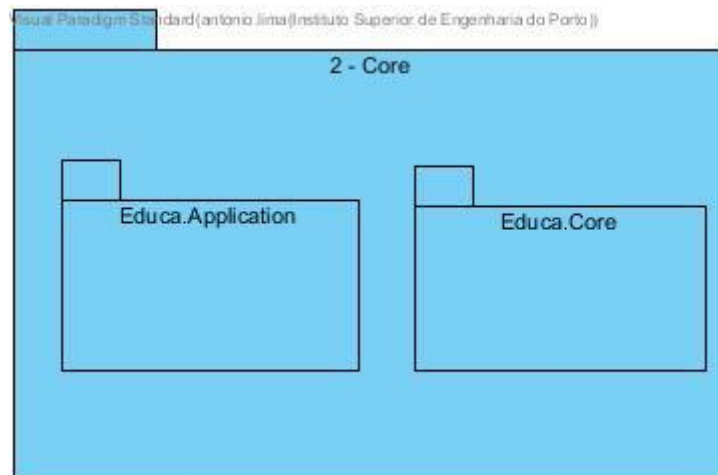 Visual Paradigm Standard(antonio.lima(Instituto Superior de Engenharia do Porto))
2 - Core
Educa.Application
Educa.Core